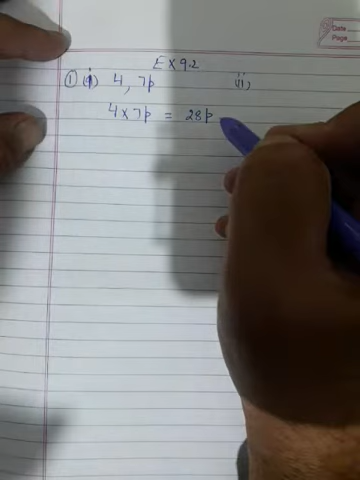 Date
Page
Ex 9.2
① (i) 4, 7p ii,
4 × 7p = 28p